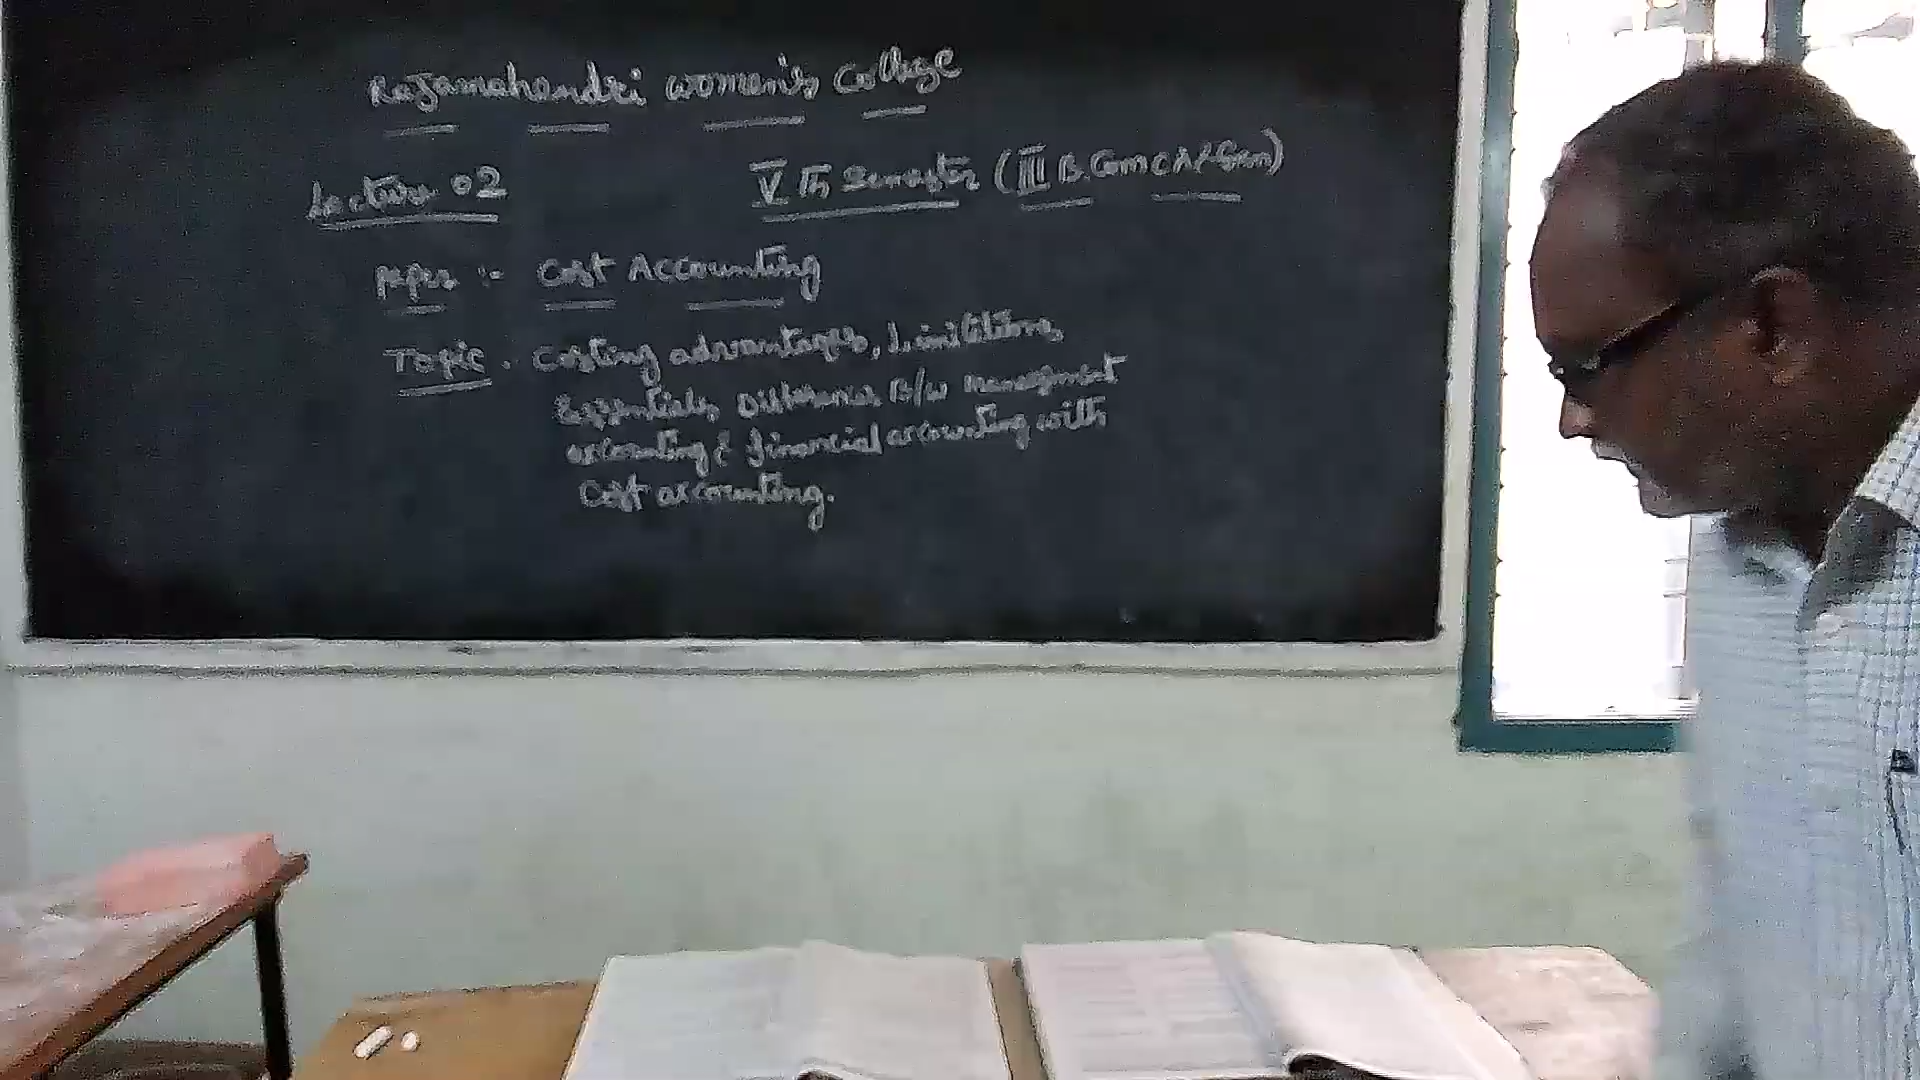 Rajamahendri women's College
Lecture 02
V Th Semester (III B.Com CA & Gen)
Paper :- Cost Accounting
Topic - Costing advantages, Limitations,
Essentials, Difference B/w management
accounting & financial accounting with
Cost accounting.